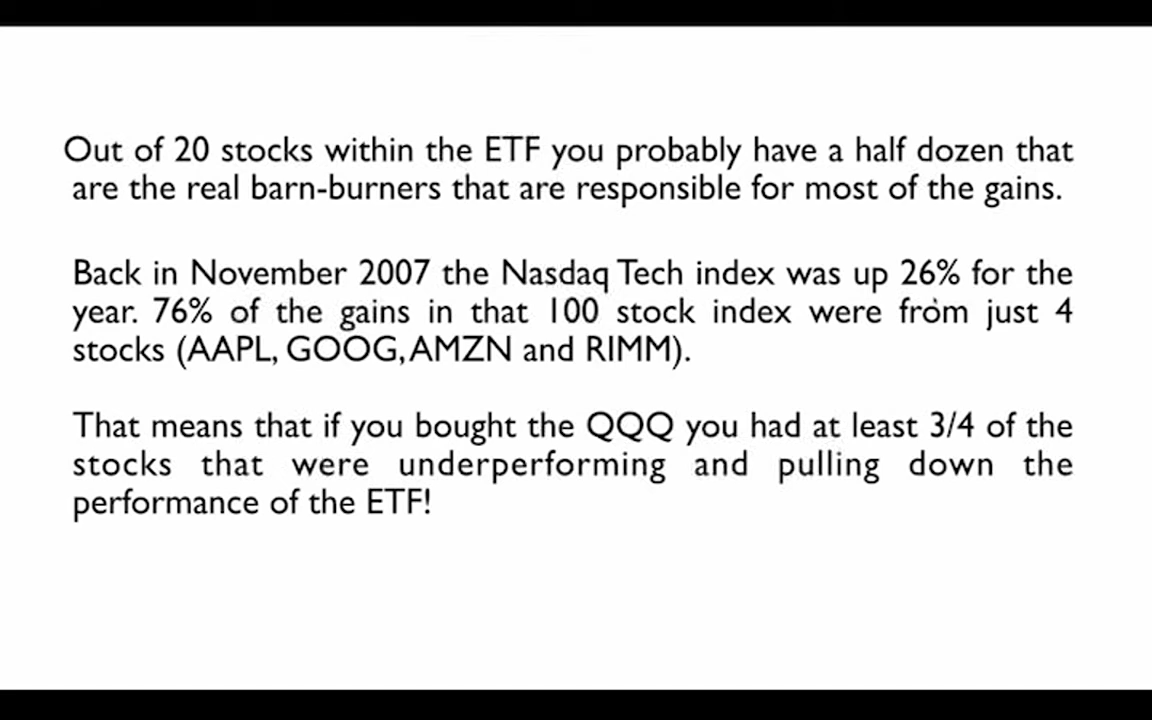 Out of 20 stocks within the ETF you probably have a half dozen that
are the real barn-burners that are responsible for most of the gains.
Back in November 2007 the Nasdaq Tech index was up 26% for the
year. 76% of the gains in that 100 stock index were from just 4
stocks (AAPL, GOOG, AMZN and RIMM).
That means that if you bought the QQQ you had at least 3/4 of the
stocks that were underperforming and pulling down the
performance of the ETF!